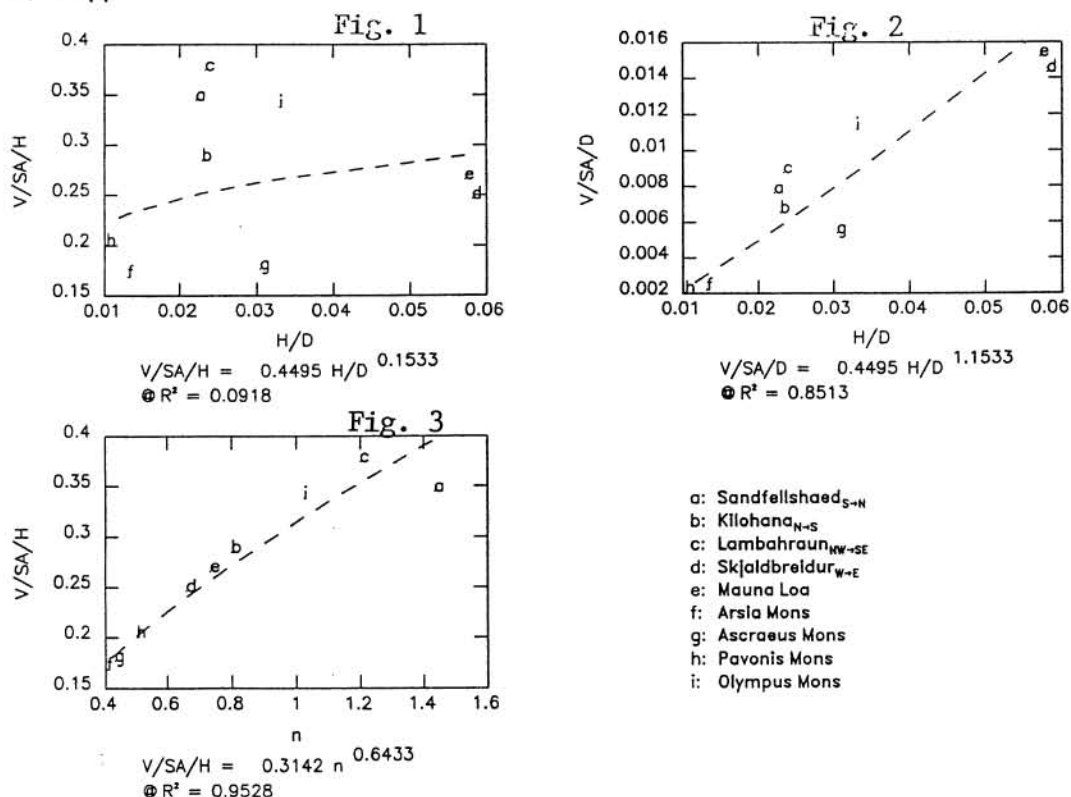 Fig. 1
0.4
0.35
0.3
0.25
0.2
0.15
V/SA/H
c
a
i
b
e
d
h
f
g
0.01 0.02 0.03 0.04 0.05 0.06
H/D
V/SA/H = 0.4495 H/D 0.1533
@ R² = 0.0918
Fig. 2
0.016
0.014
0.012
0.010
0.008
0.006
0.004
0.002
V/SA/D
e
d
i
c
a
b
g
h
f
0.01 0.02 0.03 0.04 0.05 0.06
H/D
V/SA/D = 0.4495 H/D 1.1533
@ R² = 0.8513
Fig. 3
0.4
0.35
0.3
0.25
0.2
0.15
V/SA/H
c
a
i
b
e
d
h
g
f
0.4 0.6 0.8 1 1.2 1.4 1.6
n
V/SA/H = 0.3142 n 0.6433
@ R² = 0.9528
a: Sandfellshaed S→N
b: Kilohana N→S
c: Lambahraun NW→SE
d: Skjaldbreidur W→E
e: Mauna Loa
f: Arsia Mons
g: Ascraeus Mons
h: Pavonis Mons
i: Olympus Mons